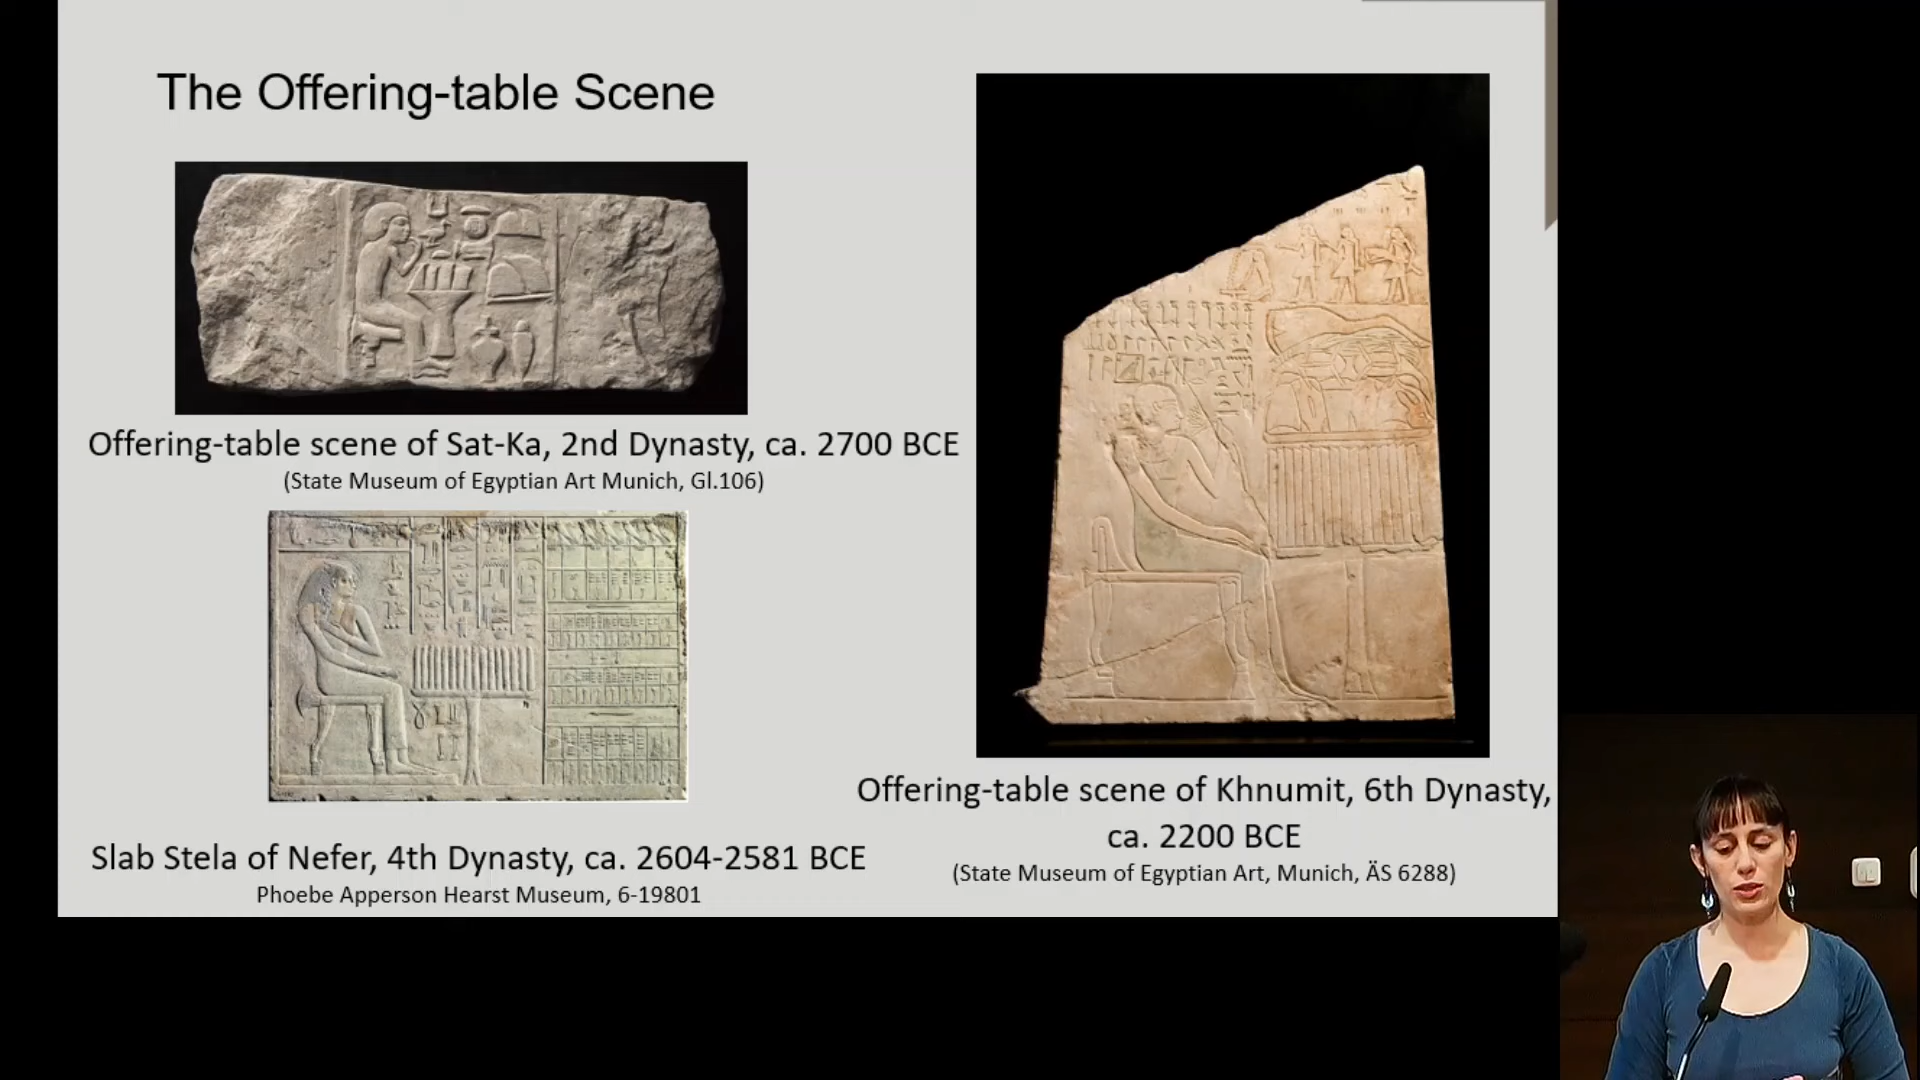 The Offering-table Scene
Offering-table scene of Sat-Ka, 2nd Dynasty, ca. 2700 BCE
(State Museum of Egyptian Art Munich, Gl.106)
Slab Stela of Nefer, 4th Dynasty, ca. 2604-2581 BCE
Phoebe Apperson Hearst Museum, 6-19801
Offering-table scene of Khnumit, 6th Dynasty,
ca. 2200 BCE
(State Museum of Egyptian Art, Munich, ÄS 6288)